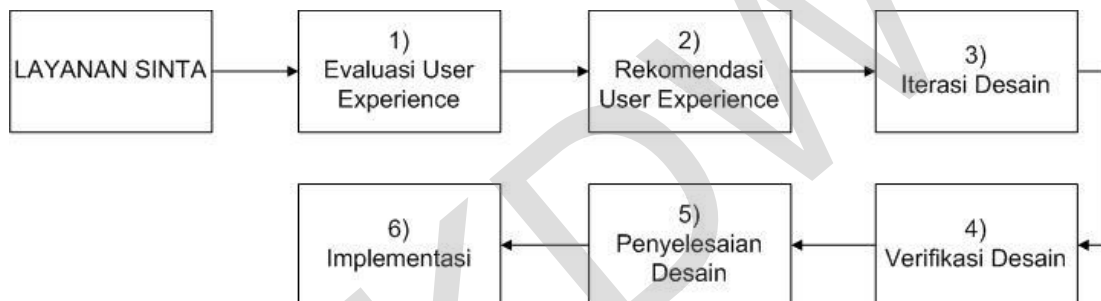 LAYANAN SINTA
1)
Evaluasi User
Experience
2)
Rekomendasi
User Experience
3)
Iterasi Desain
4)
Verifikasi Desain
5)
Penyelesaian
Desain
6)
Implementasi
KDW